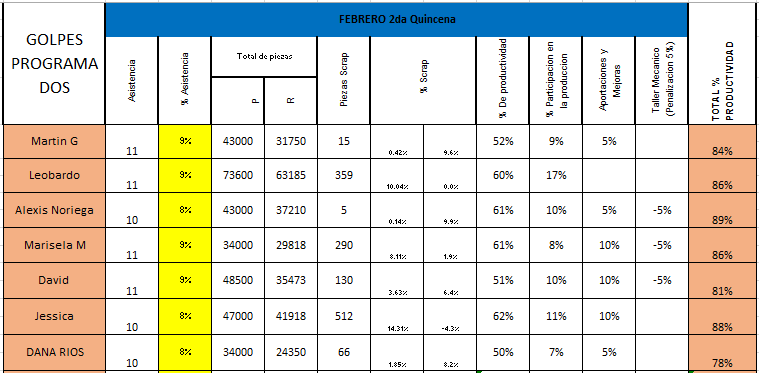 GOLPES PROGRAMADOS
FEBRERO 2da Quincena
Asistencia
% Asistencia
Total de piezas
P R
Piezas Scrap
% Scrap
% De productividad
% Participacion en la produccion
Aportaciones y Mejoras
Taller Mecanico (Penalizacion 5%)
TOTAL % PRODUCTIVIDAD
Martin G 11 9% 43000 31750 15 0.42% 9.6% 52% 9% 5% 84%
Leobardo 11 9% 73600 63185 359 10.04% 0.0% 60% 17% 86%
Alexis Noriega 10 8% 43000 37210 5 0.14% 9.9% 61% 10% 5% -5% 89%
Marisela M 11 9% 34000 29818 290 8.11% 1.9% 61% 8% 10% -5% 86%
David 11 9% 48500 35473 130 3.63% 6.4% 51% 10% 10% -5% 81%
Jessica 10 8% 47000 41918 512 14.31% -4.3% 62% 11% 10% 88%
DANA RIOS 10 8% 34000 24350 66 1.85% 8.2% 50% 7% 5% 78%